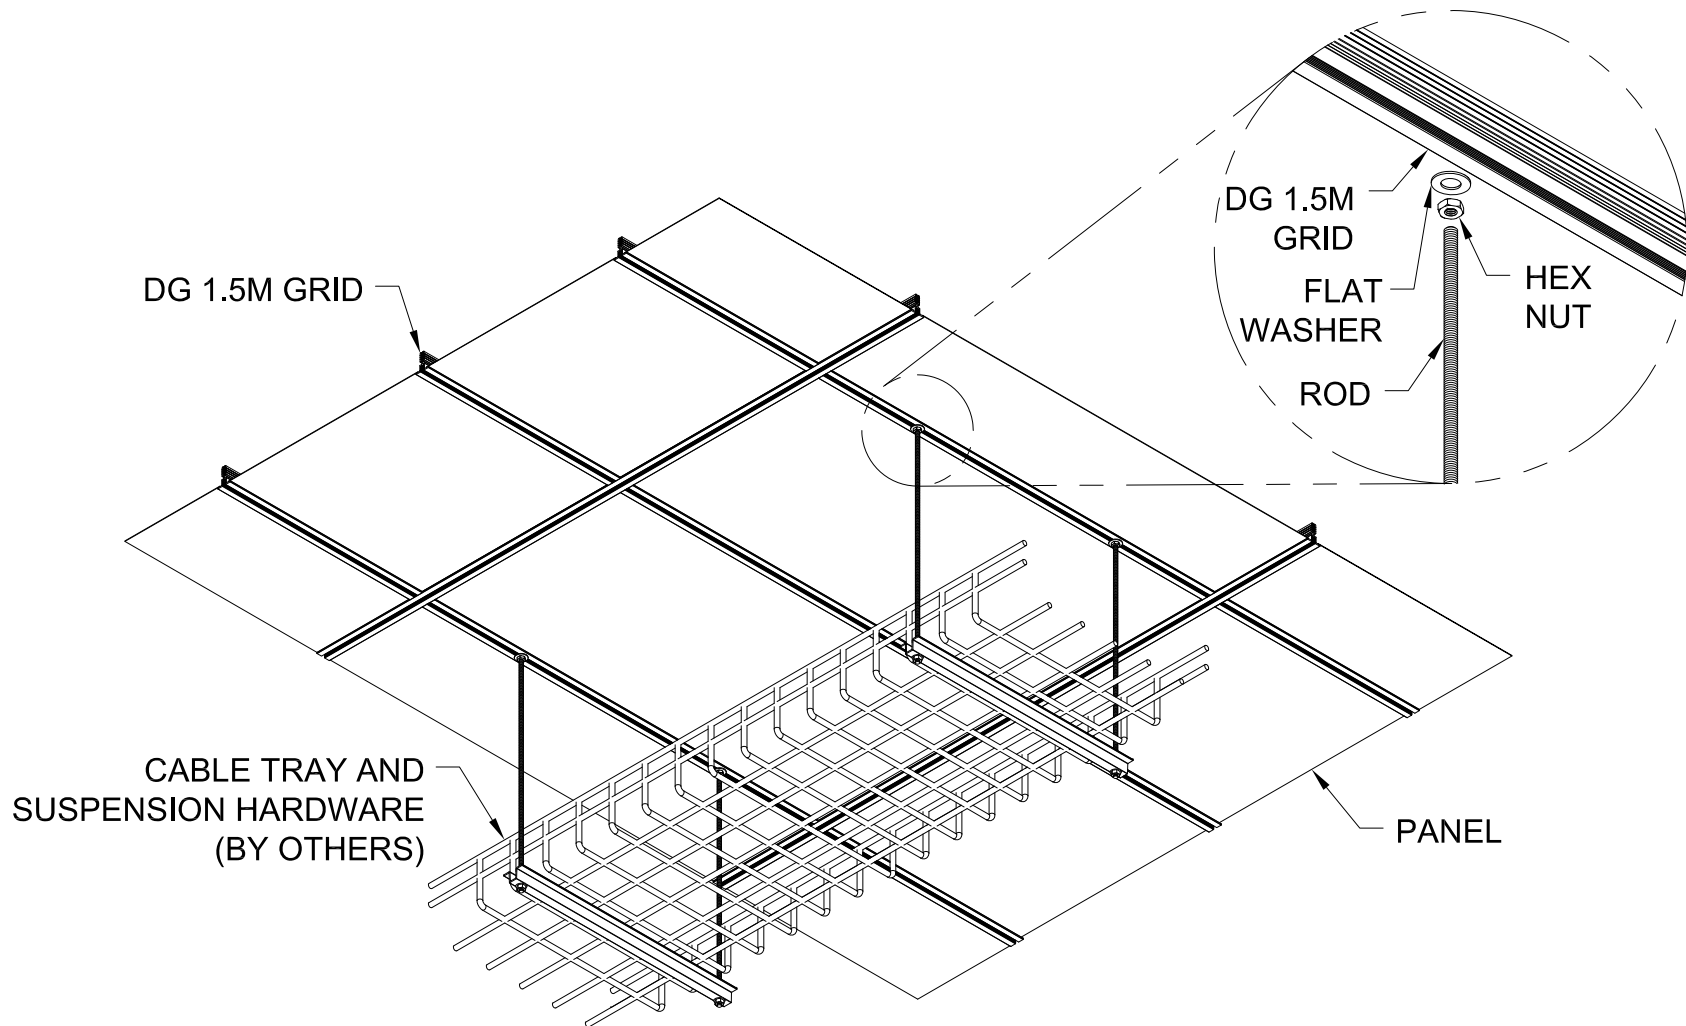 DG 1.5M
GRID
FLAT
WASHER
HEX
NUT
ROD
DG 1.5M GRID
CABLE TRAY AND
SUSPENSION HARDWARE
(BY OTHERS)
PANEL